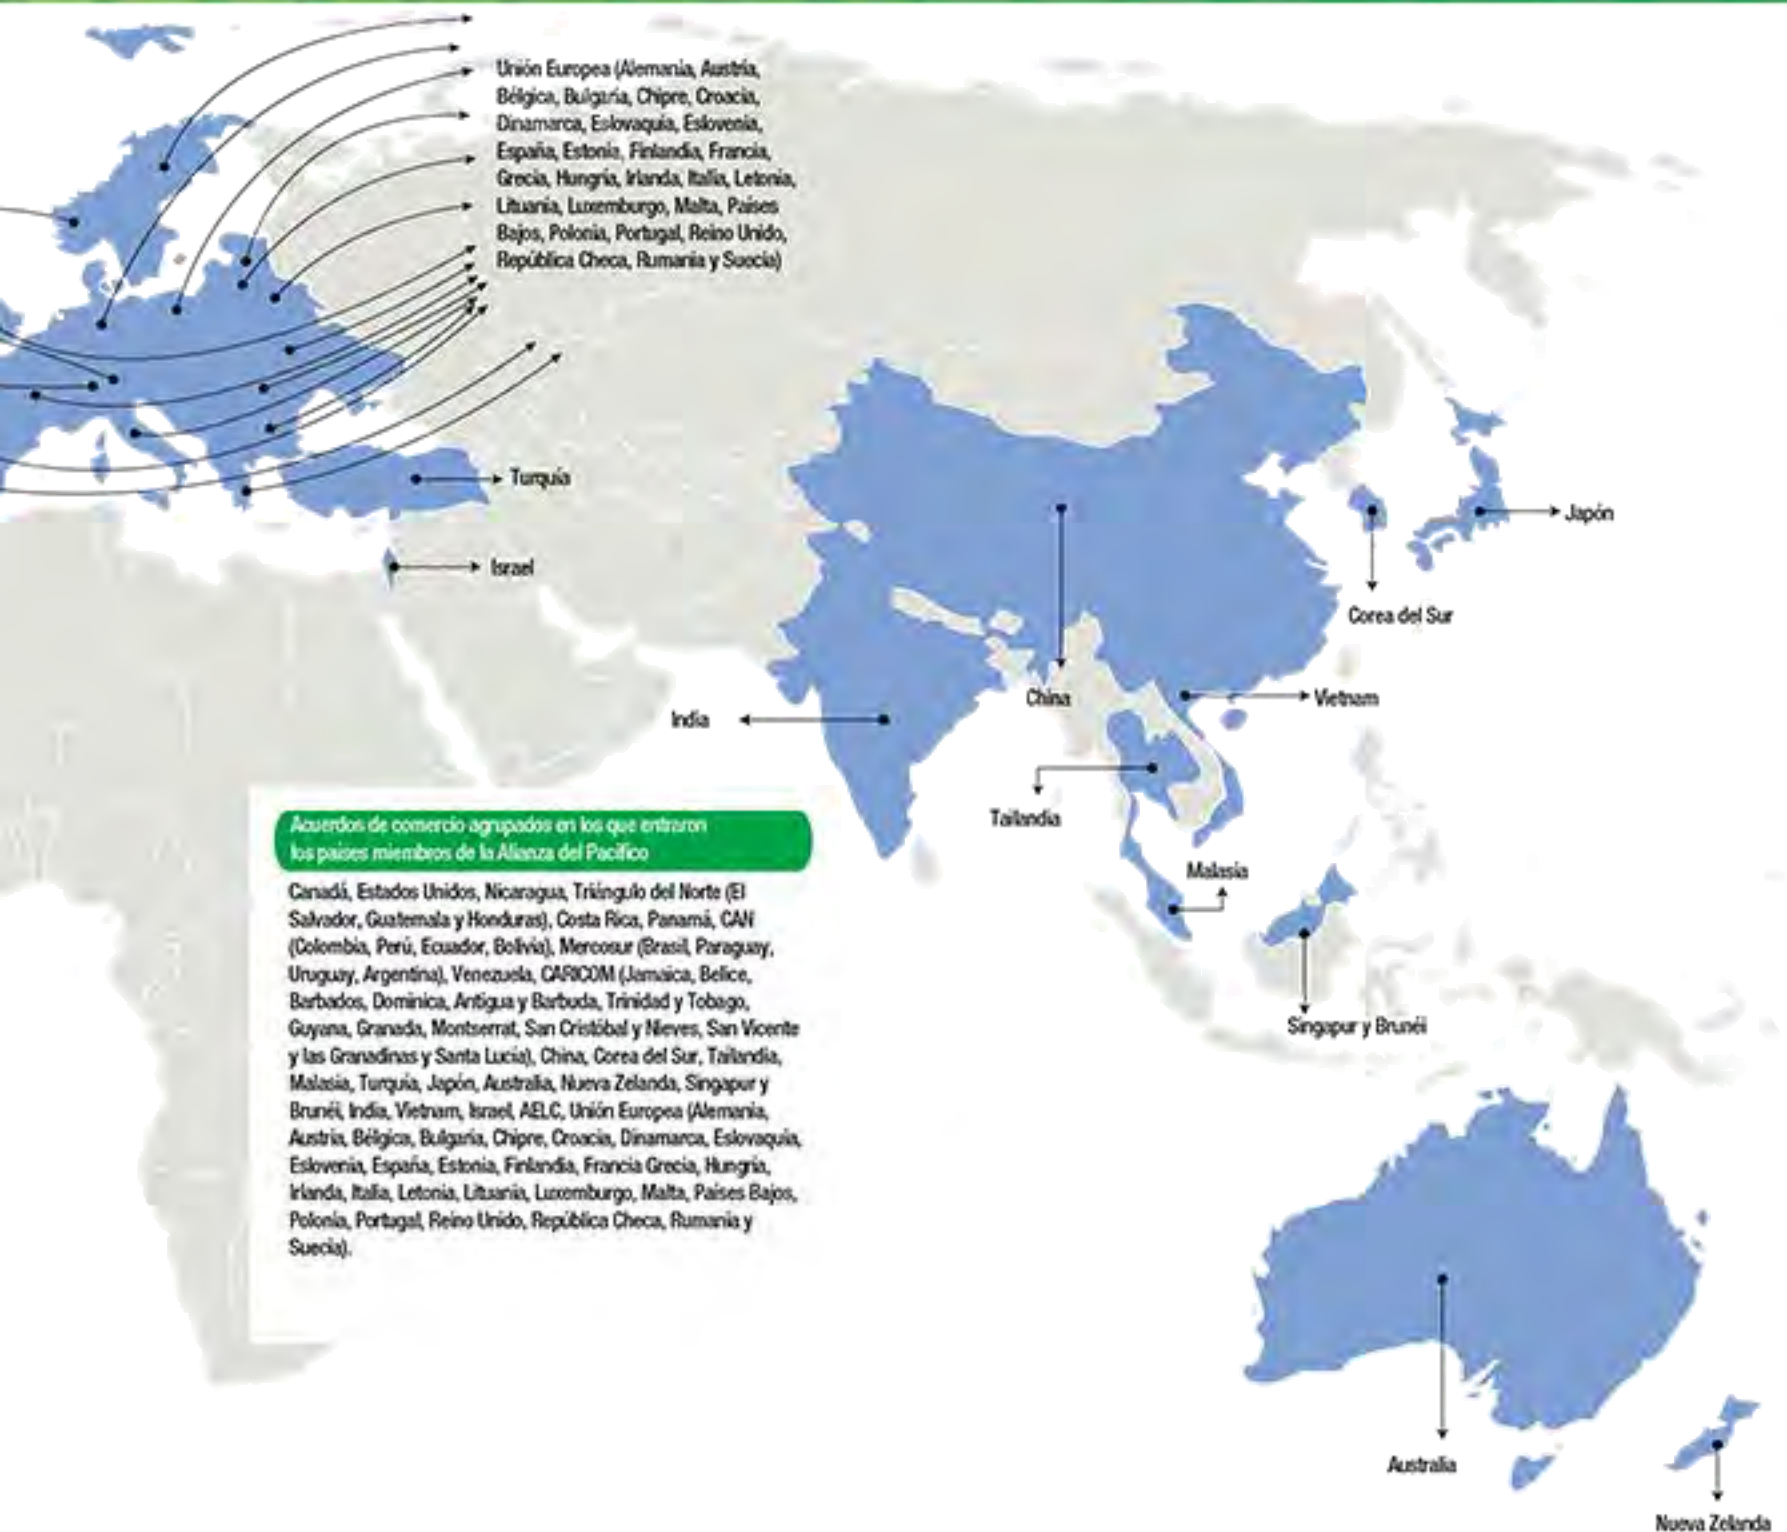 Unión Europea (Alemania, Austria,
Bélgica, Bulgaria, Chipre, Croacia,
Dinamarca, Eslovaquia, Eslovenia,
España, Estonia, Finlandia, Francia,
Grecia, Hungría, Irlanda, Italia, Letonia,
Lituania, Luxemburgo, Malta, Países
Bajos, Polonia, Portugal, Reino Unido,
República Checa, Rumania y Suecia)
Turquía
Japón
Israel
Corea del Sur
China
Vietnam
India
Tailandia
Malasia
Singapur y Brunéi
Australia
Nueva Zelanda
Acuerdos de comercio agrupados en los que entraron
los países miembros de la Alianza del Pacífico
Canadá, Estados Unidos, Nicaragua, Triángulo del Norte (El
Salvador, Guatemala y Honduras), Costa Rica, Panamá, CAN
(Colombia, Perú, Ecuador, Bolivia), Mercosur (Brasil, Paraguay,
Uruguay, Argentina), Venezuela, CARICOM (Jamaica, Belice,
Barbados, Dominica, Antigua y Barbuda, Trinidad y Tobago,
Guyana, Granada, Montserrat, San Cristóbal y Nieves, San Vicente
y las Granadinas y Santa Lucia), China, Corea del Sur, Tailandia,
Malasia, Turquía, Japón, Australia, Nueva Zelanda, Singapur y
Brunéi, India, Vietnam, Israel, AELC, Unión Europea (Alemania,
Austria, Bélgica, Bulgaria, Chipre, Croacia, Dinamarca, Eslovaquia,
Eslovenia, España, Estonia, Finlandia, Francia Grecia, Hungría,
Irlanda, Italia, Letonia, Lituania, Luxemburgo, Malta, Países Bajos,
Polonia, Portugal, Reino Unido, República Checa, Rumania y
Suecia).